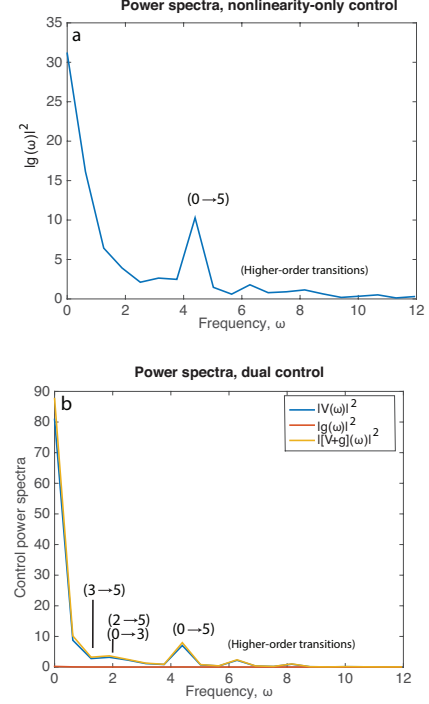 Power spectra, nonlinearity-only control
a
|g (ω)|²
35
30
25
20
15
10
5
0
(0→5)
(Higher-order transitions)
0 2 4 6 8 10 12
Frequency, ω
Power spectra, dual control
b
Control power spectra
90
80
70
60
50
40
30
20
10
0
|V(ω)|²
|g(ω)|²
|[V+g](ω)|²
(3→5)
(2→5)
(0→3)
(0→5)
(Higher-order transitions)
0 2 4 6 8 10 12
Frequency, ω